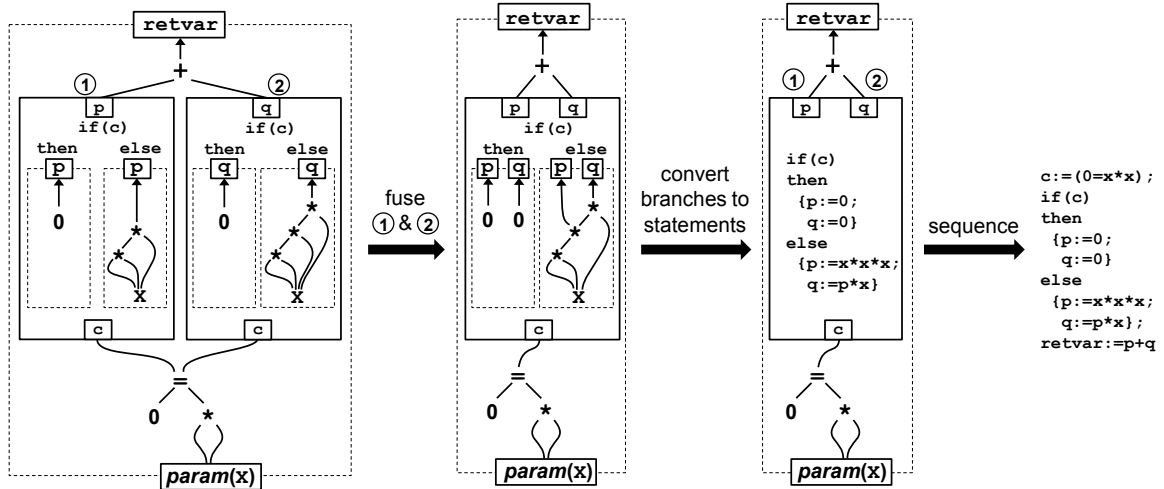 retvar
+
① ②
p q
if(c) if(c)
then else then else
p p q q
0 0
*
* *
* *
*
x x
c c
=
0 *
param(x)
fuse
① & ②
retvar
+
p q
if(c)
then else
p q p q
0 0
*
*
*
x
c
=
0 *
param(x)
convert
branches to
statements
retvar
+
① ②
p q
if(c)
then
{p:=0;
q:=0}
else
{p:=x*x*x;
q:=p*x}
c
=
0 *
param(x)
sequence
c:=(0=x*x);
if(c)
then
{p:=0;
q:=0}
else
{p:=x*x*x;
q:=p*x};
retvar:=p+q